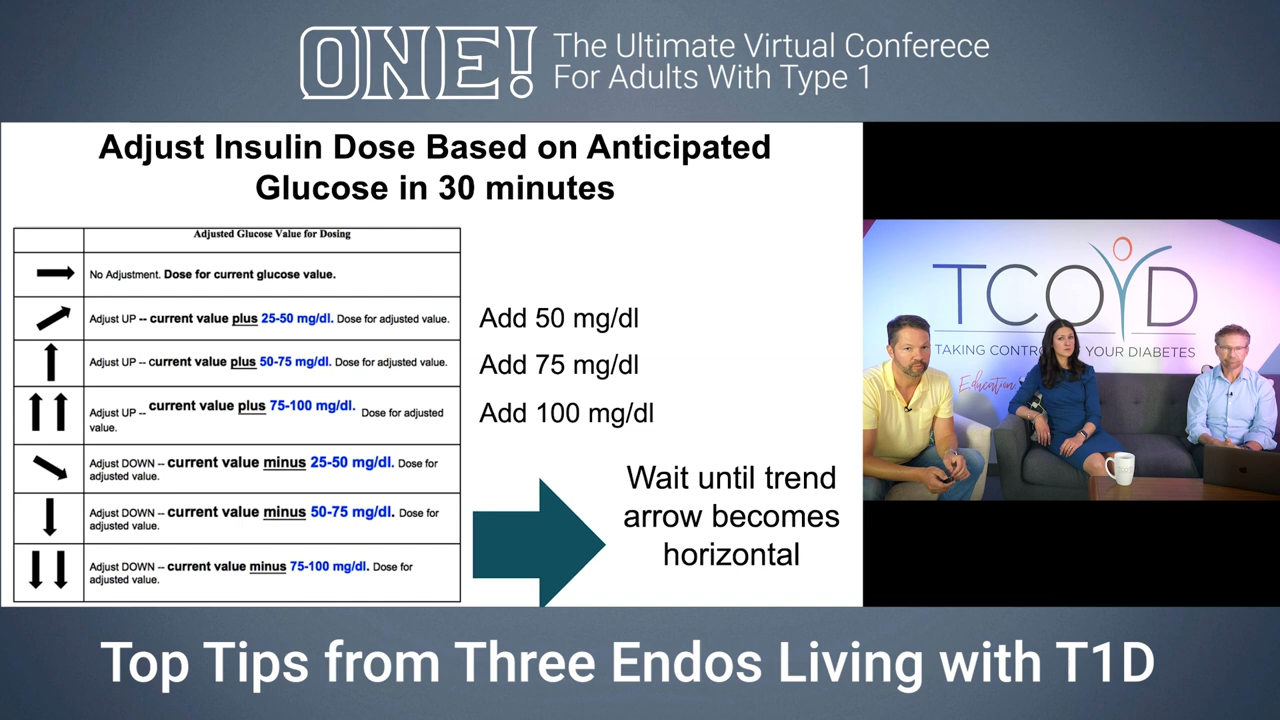 ONE! The Ultimate Virtual Conferece
For Adults With Type 1
Adjust Insulin Dose Based on Anticipated
Glucose in 30 minutes
Adjusted Glucose Value for Dosing
No Adjustment. Dose for current glucose value.
Adjust UP -- current value plus 25-50 mg/dl. Dose for adjusted value.
Add 50 mg/dl
Adjust UP -- current value plus 50-75 mg/dl. Dose for adjusted value.
Add 75 mg/dl
Adjust UP -- current value plus 75-100 mg/dl. Dose for adjusted
value.
Add 100 mg/dl
Adjust DOWN -- current value minus 25-50 mg/dl. Dose for
adjusted value.
Adjust DOWN -- current value minus 50-75 mg/dl. Dose for
adjusted value.
Adjust DOWN -- current value minus 75-100 mg/dl. Dose for
adjusted value.
Wait until trend
arrow becomes
horizontal
TCOYD
TAKING CONTRO YOUR DIABETES
Education
TCOYD
Top Tips from Three Endos Living with T1D